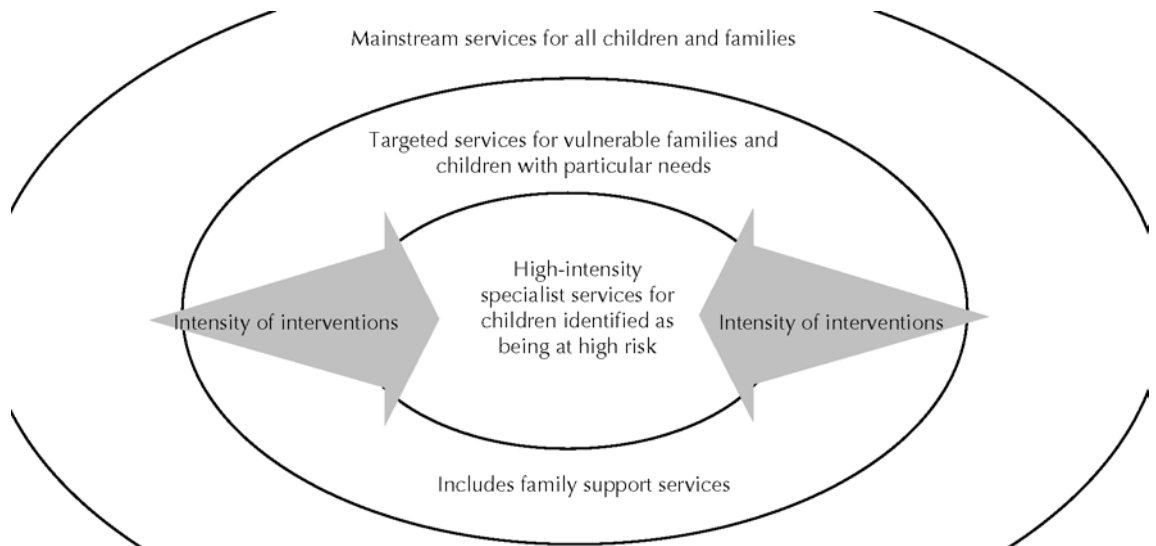 Mainstream services for all children and families
Targeted services for vulnerable families and
children with particular needs
High-intensity
specialist services for
children identified as
being at high risk
Intensity of interventions
Intensity of interventions
Includes family support services